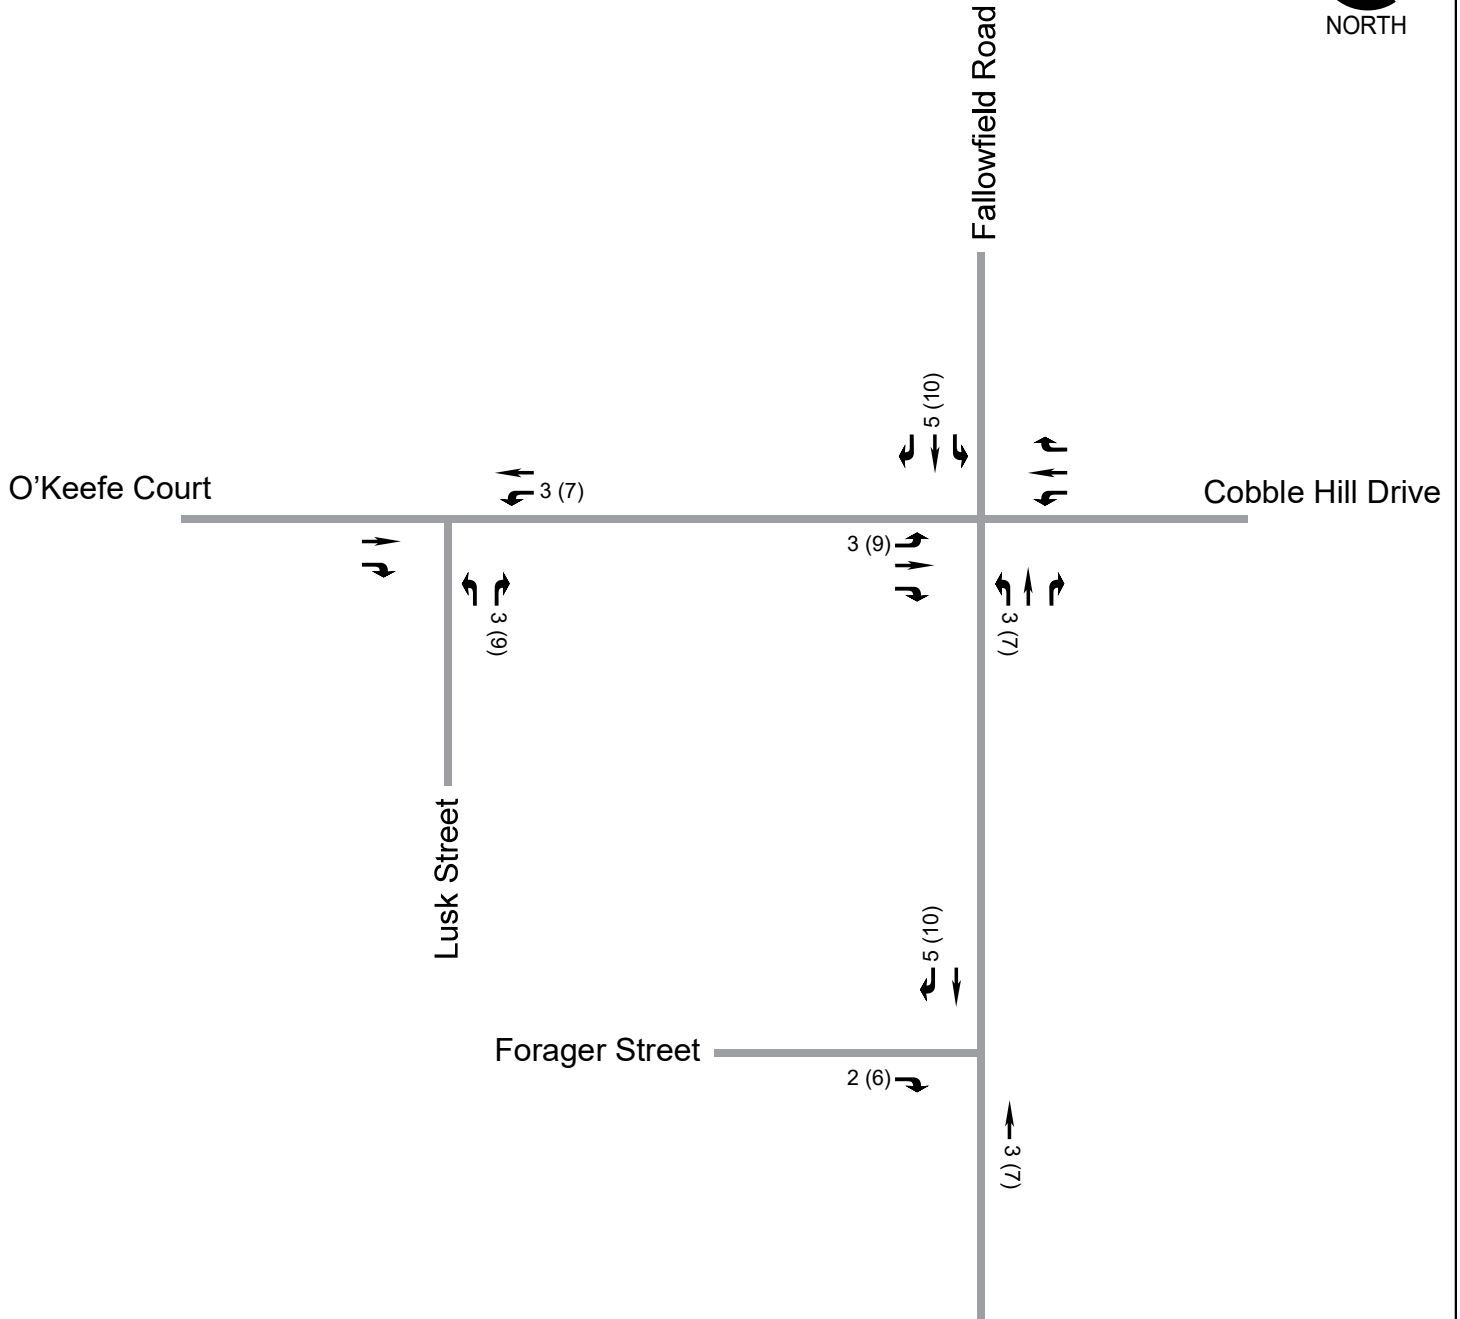 NORTH
Fallowfield Road
5 (10)
O’Keefe Court
3 (7)
Cobble Hill Drive
3 (9)
3 (9)
3 (7)
Lusk Street
5 (10)
Forager Street
2 (6)
3 (7)